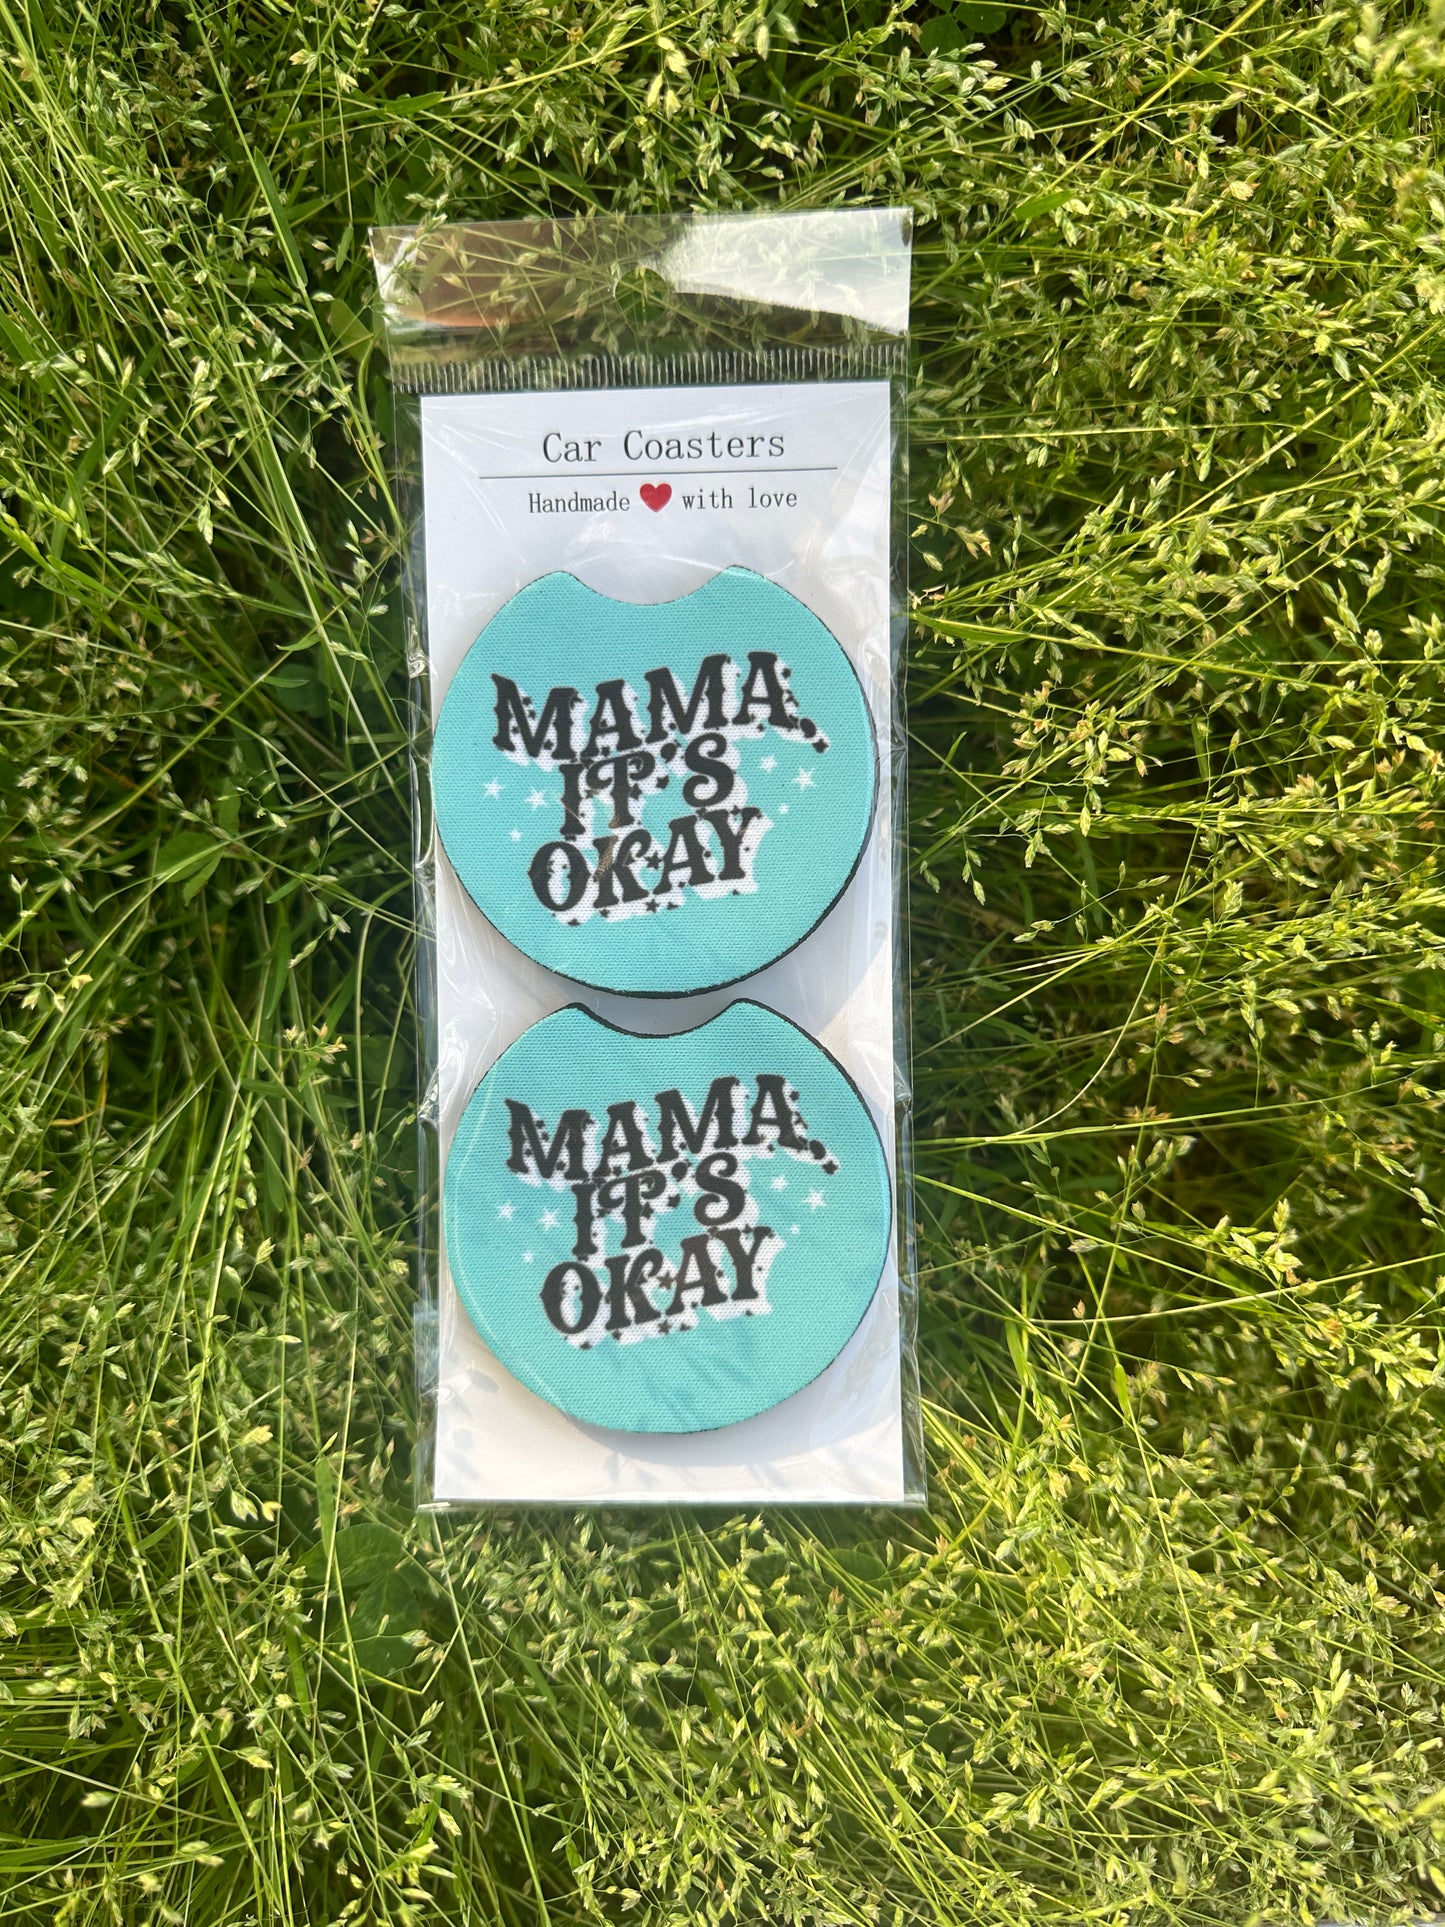 Car Coasters
Handmade ❤ with love
MAMA,
IT'S
OKAY
MAMA,
IT'S
OKAY